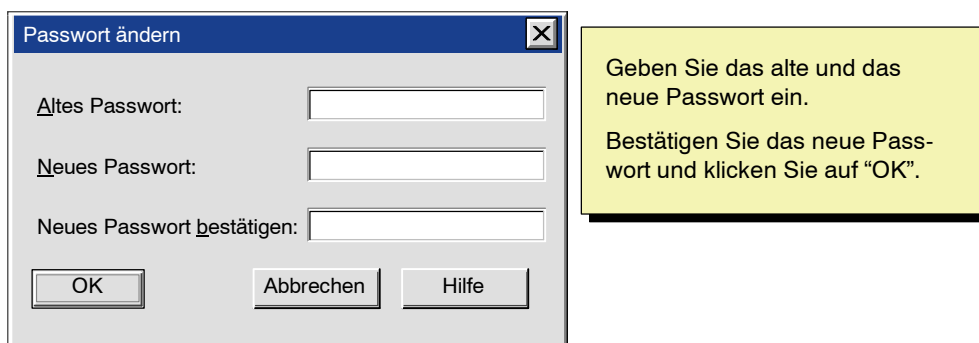 Passwort ändern
Altes Passwort:
Neues Passwort:
Neues Passwort bestätigen:
OK
Abbrechen
Hilfe
Geben Sie das alte und das
neue Passwort ein.
Bestätigen Sie das neue Pass-
wort und klicken Sie auf “OK”.